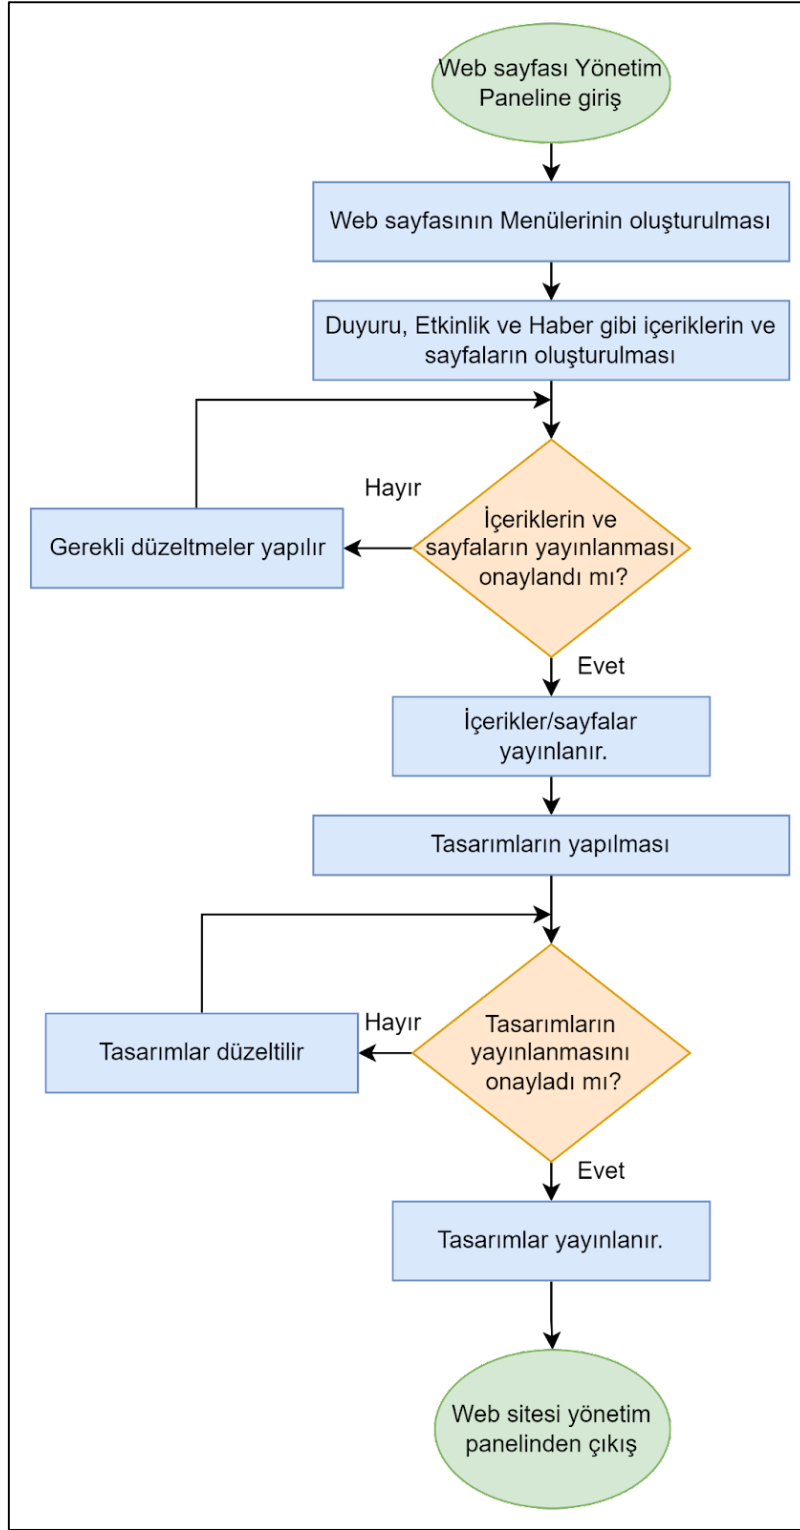 Web sayfası Yönetim
Paneline giriş
Web sayfasının Menülerinin oluşturulması
Duyuru, Etkinlik ve Haber gibi içeriklerin ve
sayfaların oluşturulması
Hayır
İçeriklerin ve
sayfaların yayınlanması
onaylandı mı?
Gerekli düzeltmeler yapılır
Evet
İçerikler/sayfalar
yayınlanır.
Tasarımların yapılması
Hayır
Tasarımların
yayınlanmasını
onayladı mı?
Tasarımlar düzeltilir
Evet
Tasarımlar yayınlanır.
Web sitesi yönetim
panelinden çıkış